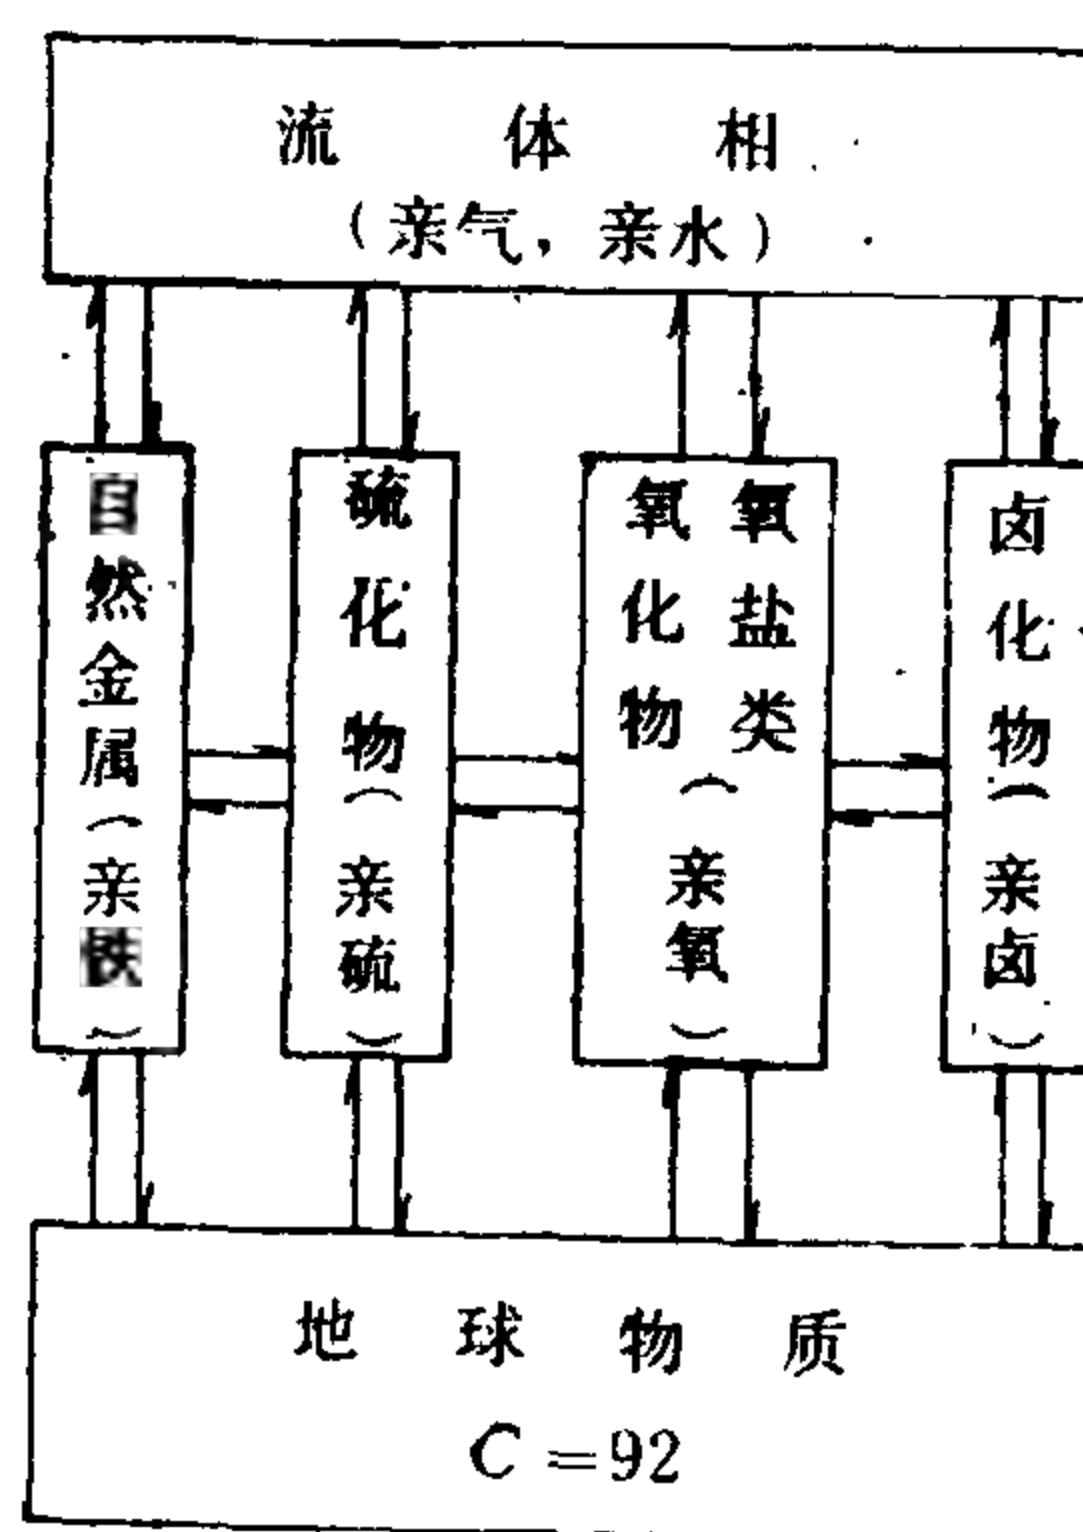 流体相
(亲气，亲水)
自然金属(亲铁)
硫化物(亲硫)
氧化物
氧盐类
(亲氧)
卤化物(亲卤)
地球物质
C=92